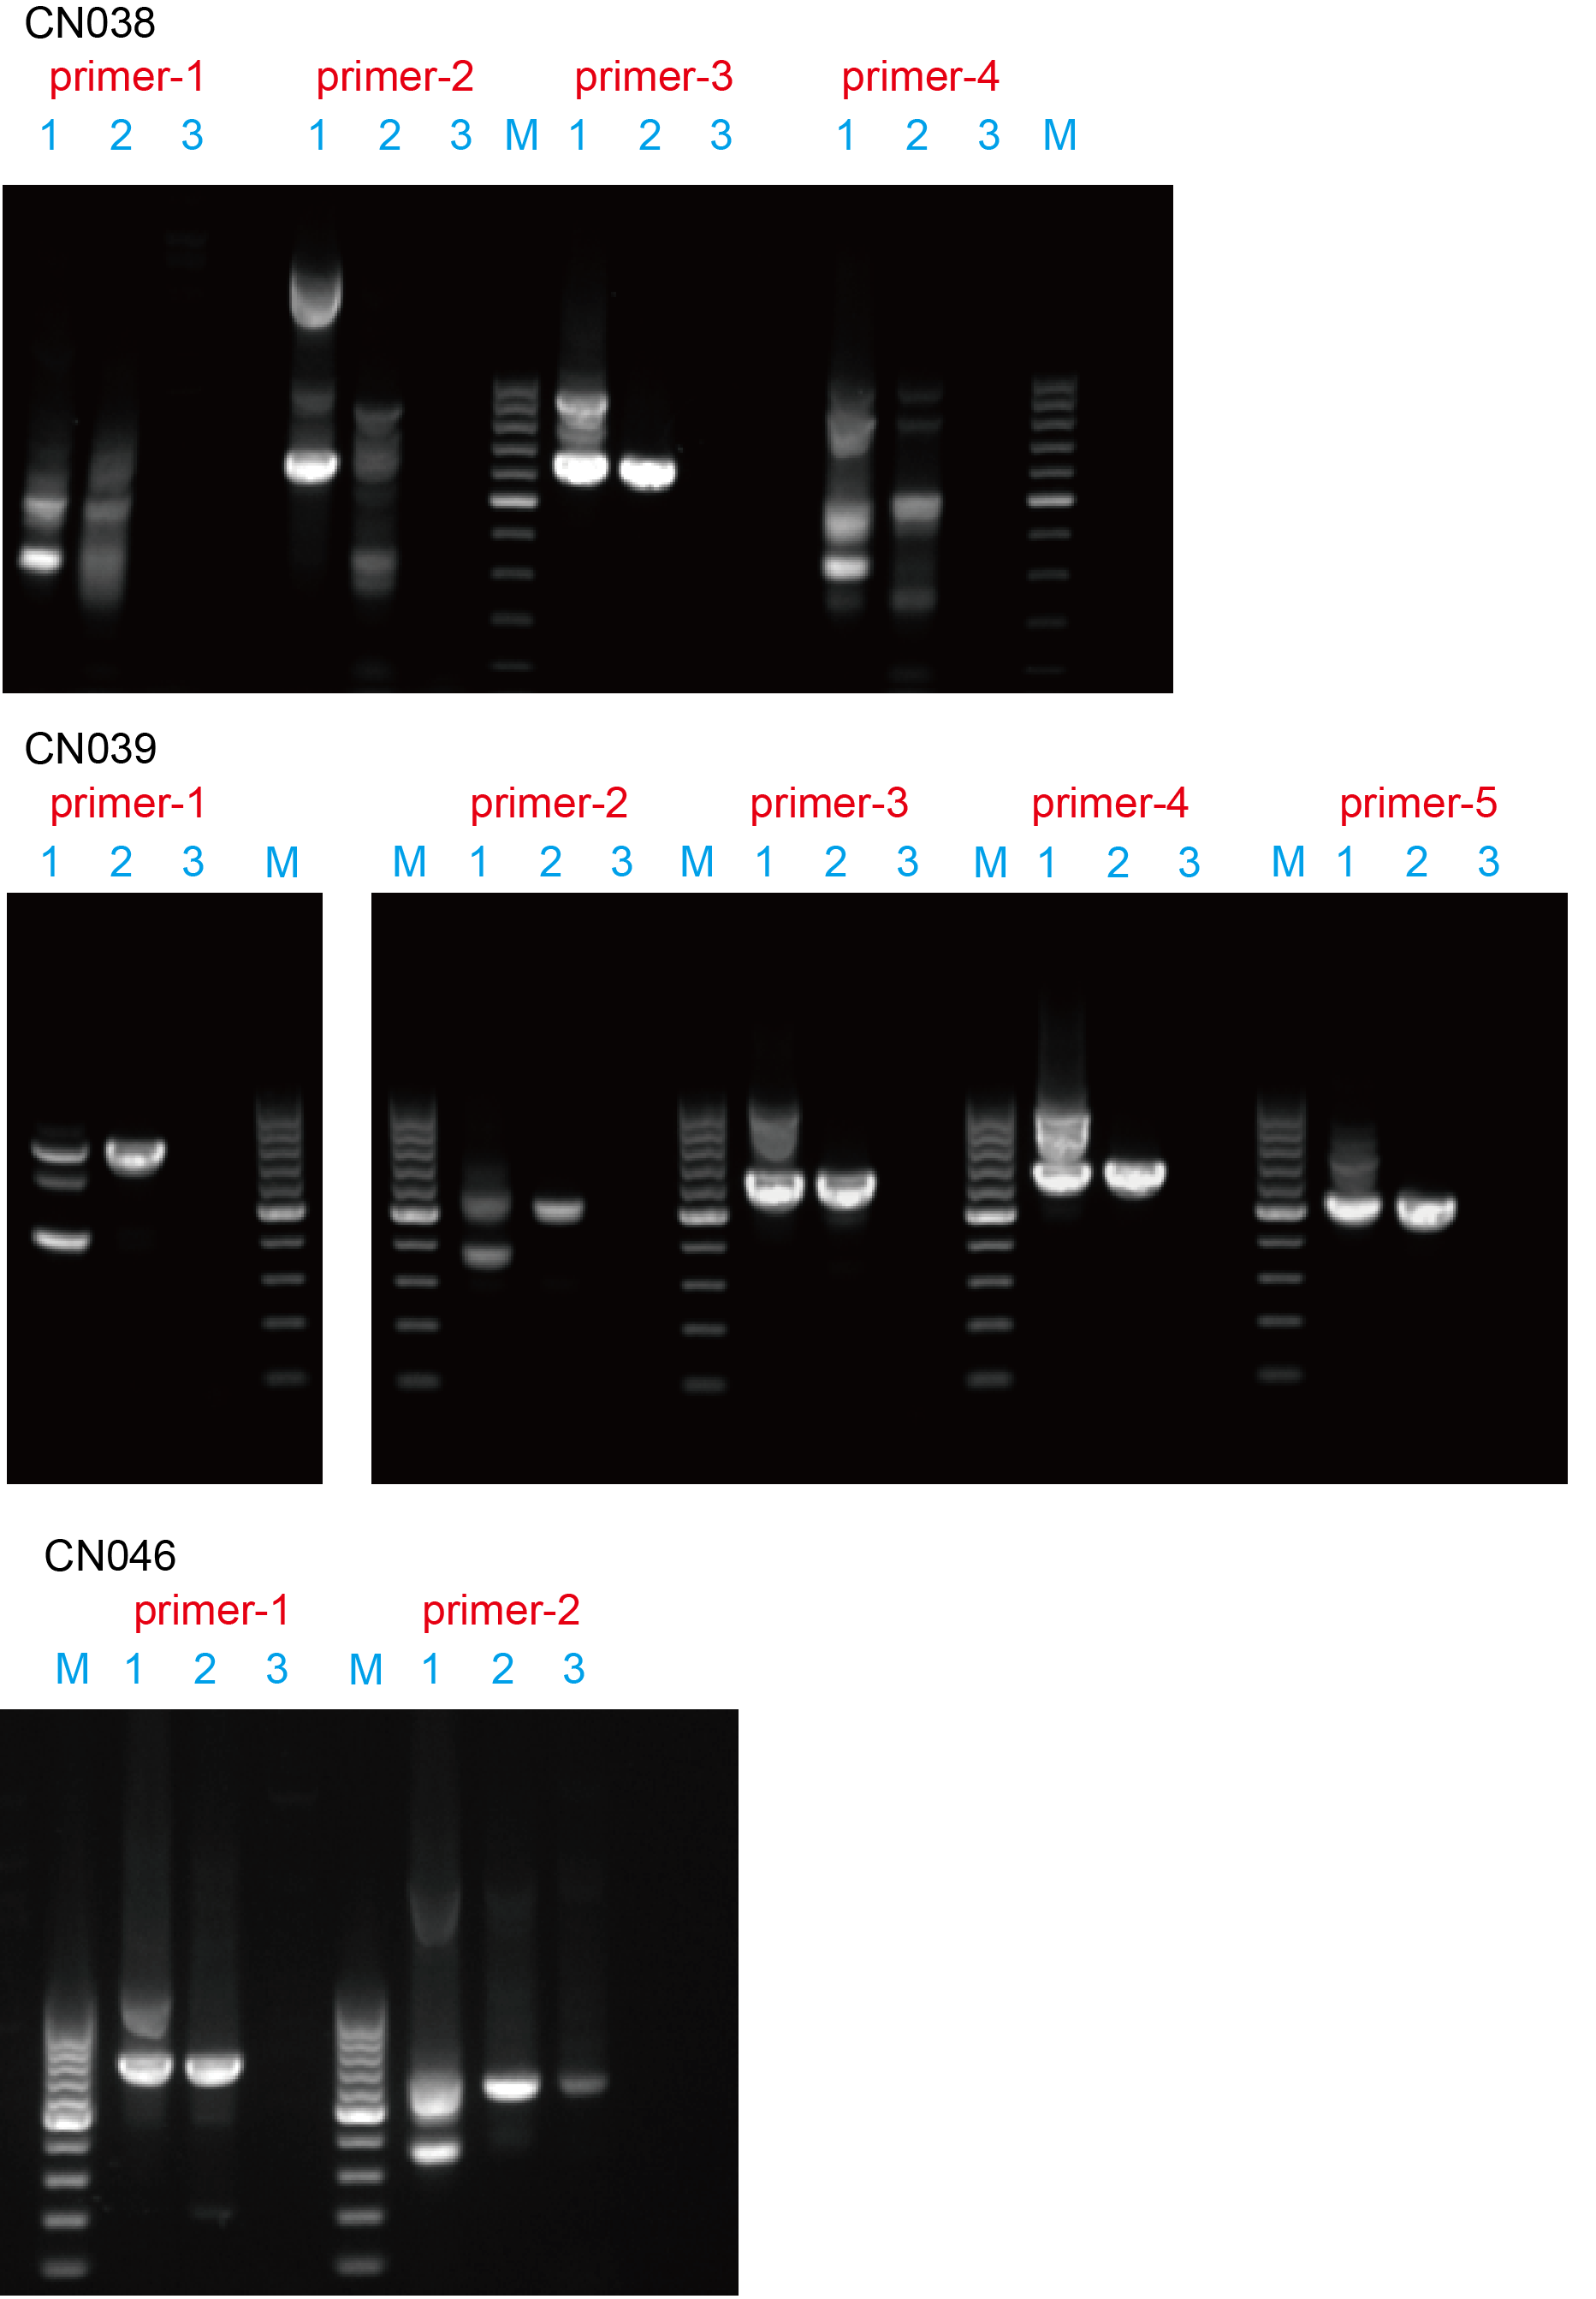 CN038
primer-1 primer-2 primer-3 primer-4
1 2 3 1 2 3 M 1 2 3 1 2 3 M
CN039
primer-1 primer-2 primer-3 primer-4 primer-5
1 2 3 M M 1 2 3 M 1 2 3 M 1 2 3 M 1 2 3
CN046
primer-1 primer-2
M 1 2 3 M 1 2 3